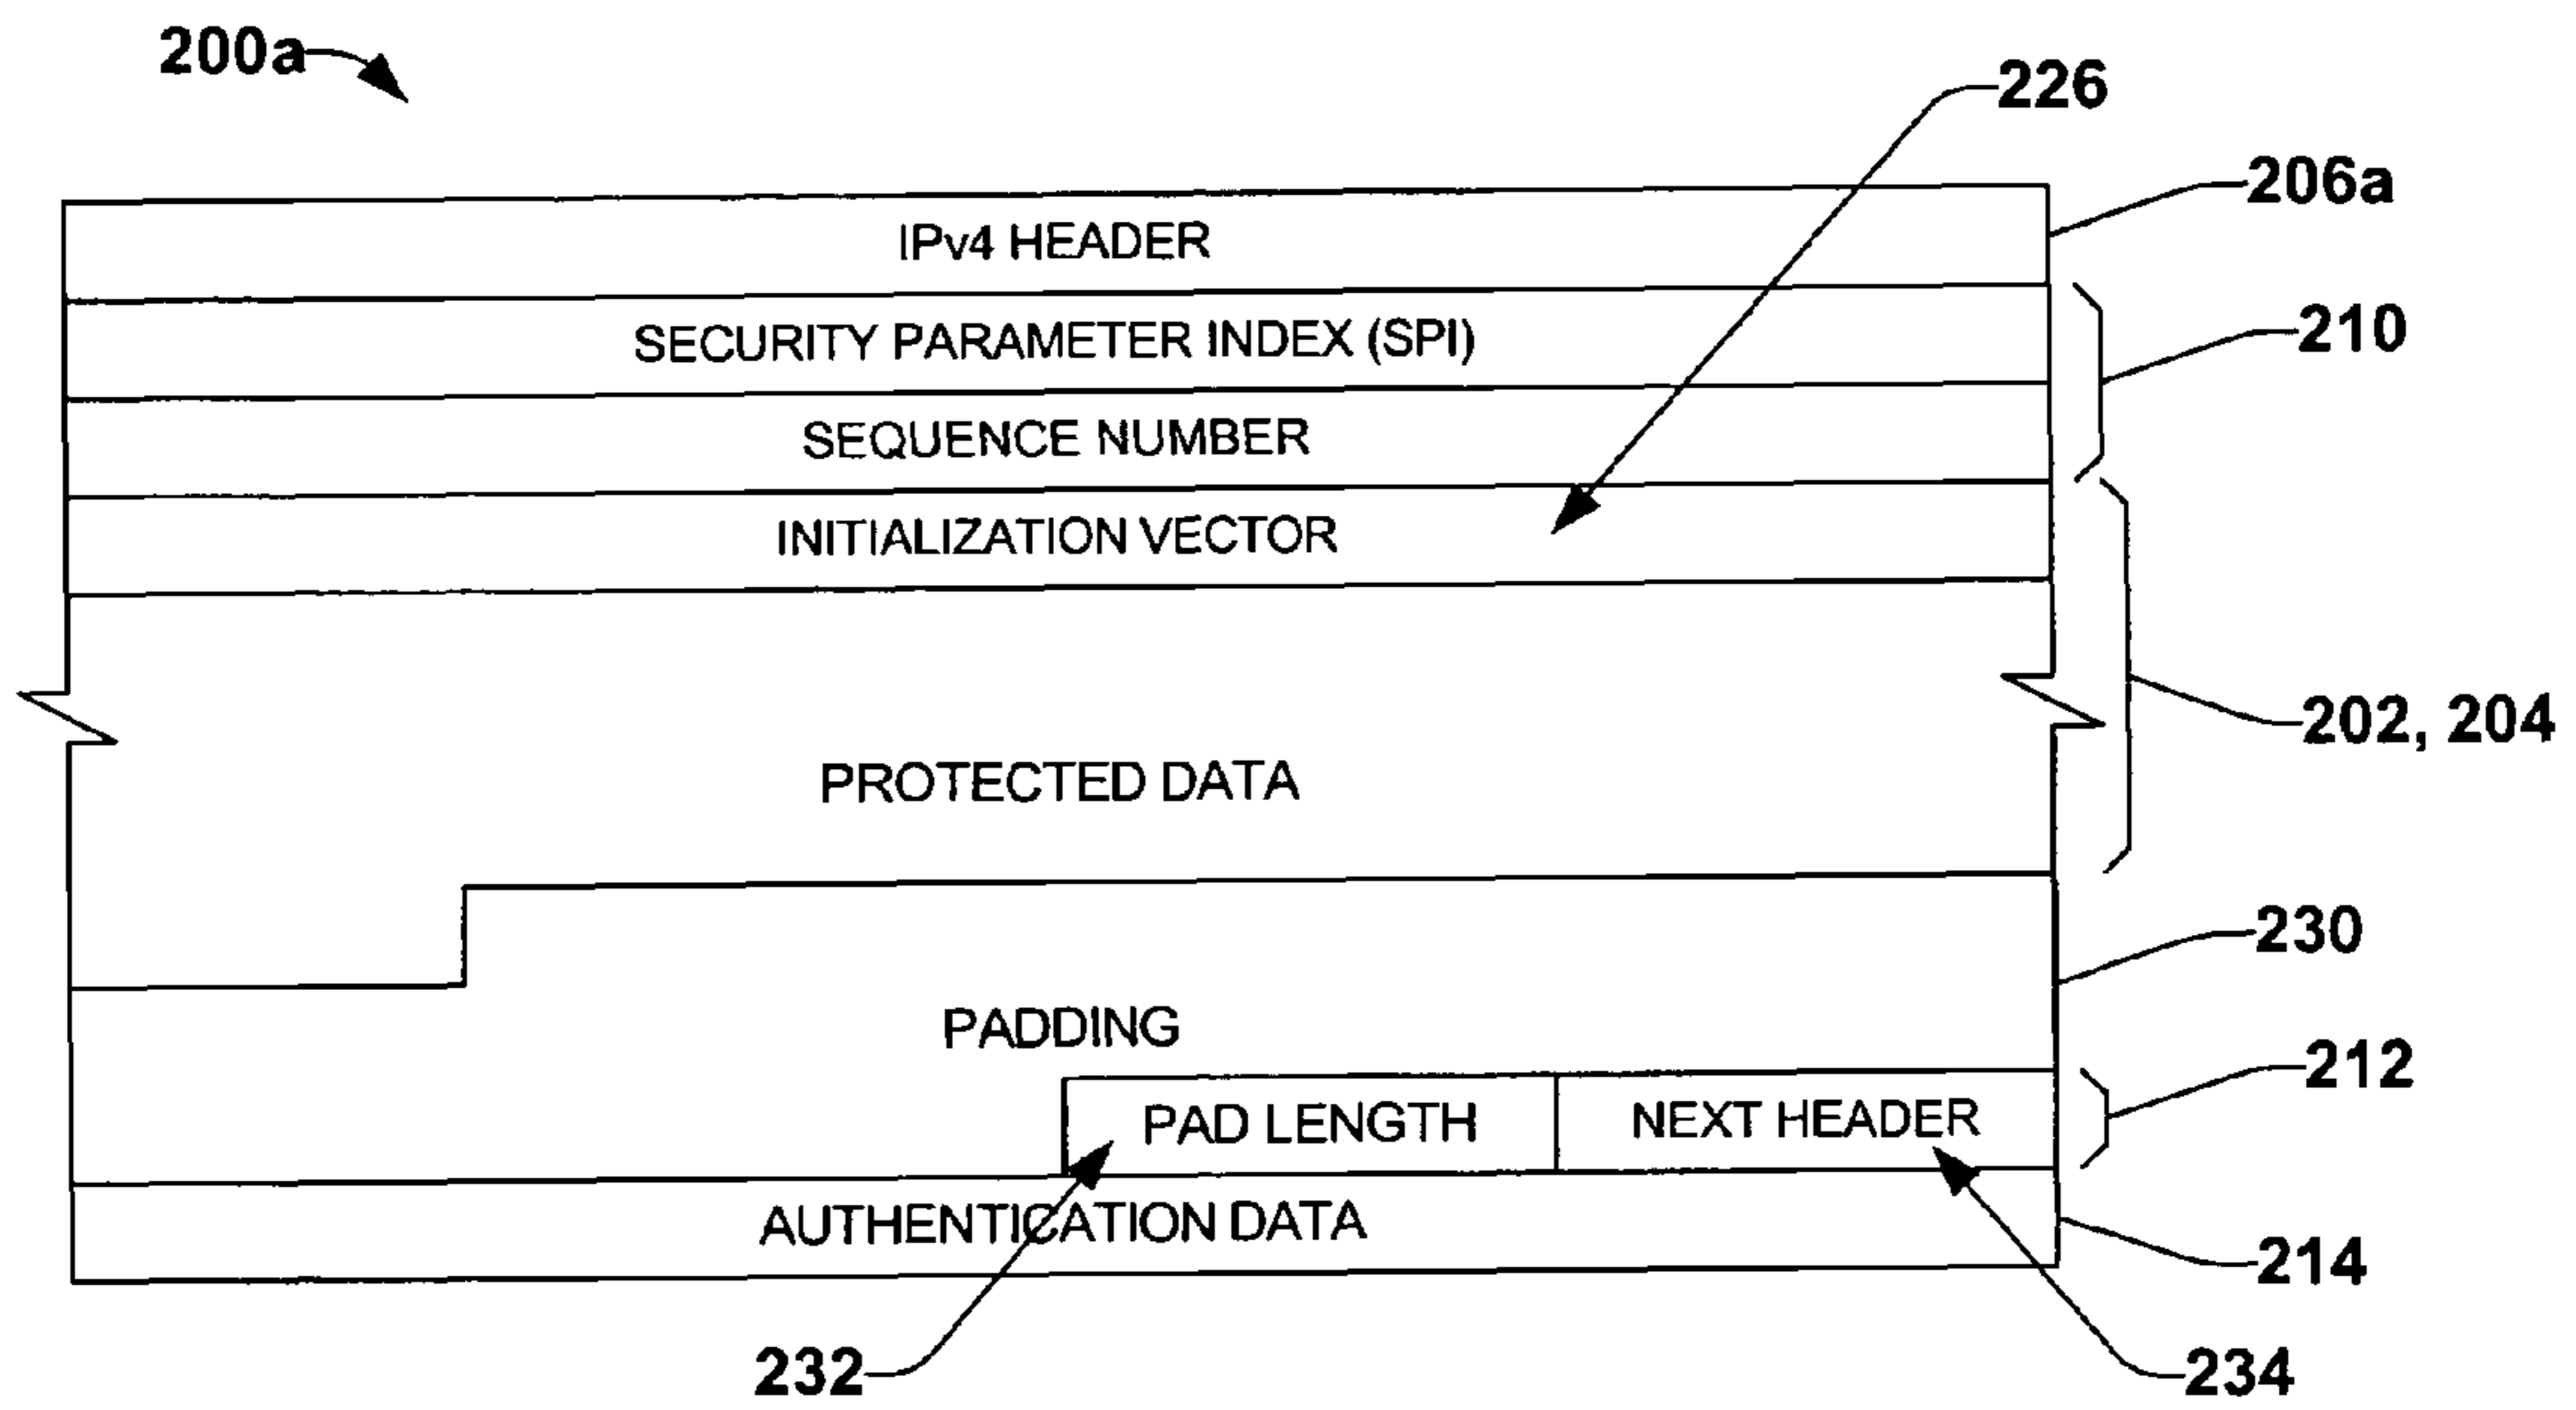 200a
226
206a
IPv4 HEADER
210
SECURITY PARAMETER INDEX (SPI)
SEQUENCE NUMBER
INITIALIZATION VECTOR
202, 204
PROTECTED DATA
230
PADDING
212
PAD LENGTH NEXT HEADER
AUTHENTICATION DATA
214
232
234